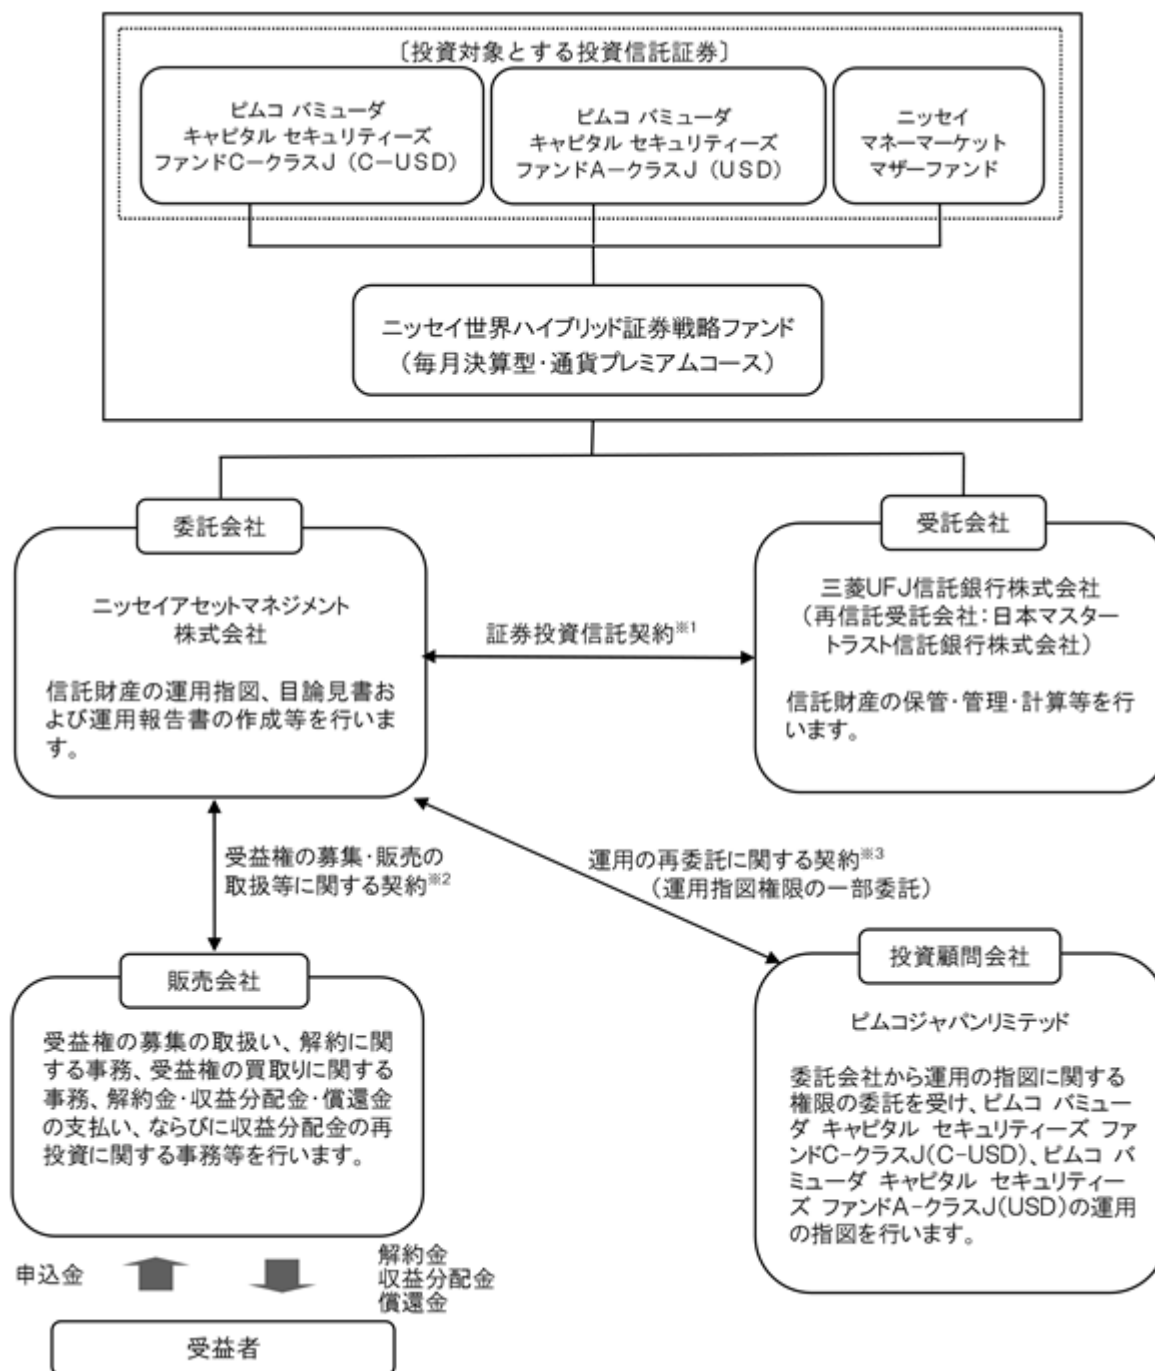 〔投資対象とする投資信託証券〕
ピムコ バミューダ
キャピタル セキュリティーズ
ファンドC－クラスJ（C－USD）
ピムコ バミューダ
キャピタル セキュリティーズ
ファンドA－クラスJ（USD）
ニッセイ
マネーマーケット
マザーファンド
ニッセイ世界ハイブリッド証券戦略ファンド
（毎月決算型・通貨プレミアムコース）
委託会社
ニッセイアセットマネジメント
株式会社
信託財産の運用指図、目論見書お
よび運用報告書の作成等を行いま
す。
証券投資信託契約※1
受託会社
三菱UFJ信託銀行株式会社
（再信託受託会社：日本マスター
トラスト信託銀行株式会社）
信託財産の保管・管理・計算等を行
います。
受益権の募集・販売の
取扱等に関する契約※2
運用の再委託に関する契約※3
（運用指図権限の一部委託）
販売会社
受益権の募集の取扱い、解約に関
する事務、受益権の買取りに関する
事務、解約金・収益分配金・償還金
の支払い、ならびに収益分配金の再
投資に関する事務等を行います。
投資顧問会社
ピムコジャパンリミテッド
委託会社から運用の指図に関する
権限の委託を受け、ピムコ バミュー
ダ キャピタル セキュリティーズ ファ
ンドC-クラスJ(C-USD)、ピムコ バ
ミューダ キャピタル セキュリティー
ズ ファンドA-クラスJ(USD)の運用
の指図を行います。
申込金
解約金
収益分配金
償還金
受益者